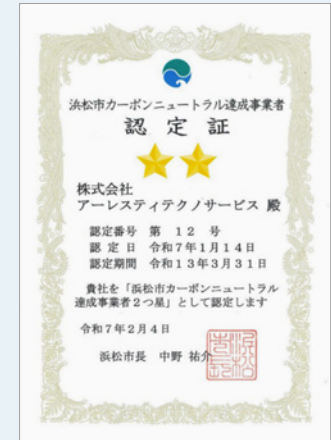 浜松市カーボンニュートラル達成事業者
認定証
株式会社
アーレスティテクノサービス 殿
認定番号 第 12 号
認定日 令和7年1月14日
認定期間 令和13年3月31日
貴社を「浜松市カーボンニュートラル
達成事業者2つ星」として認定します
令和7年2月4日
浜松市長 中野 祐介